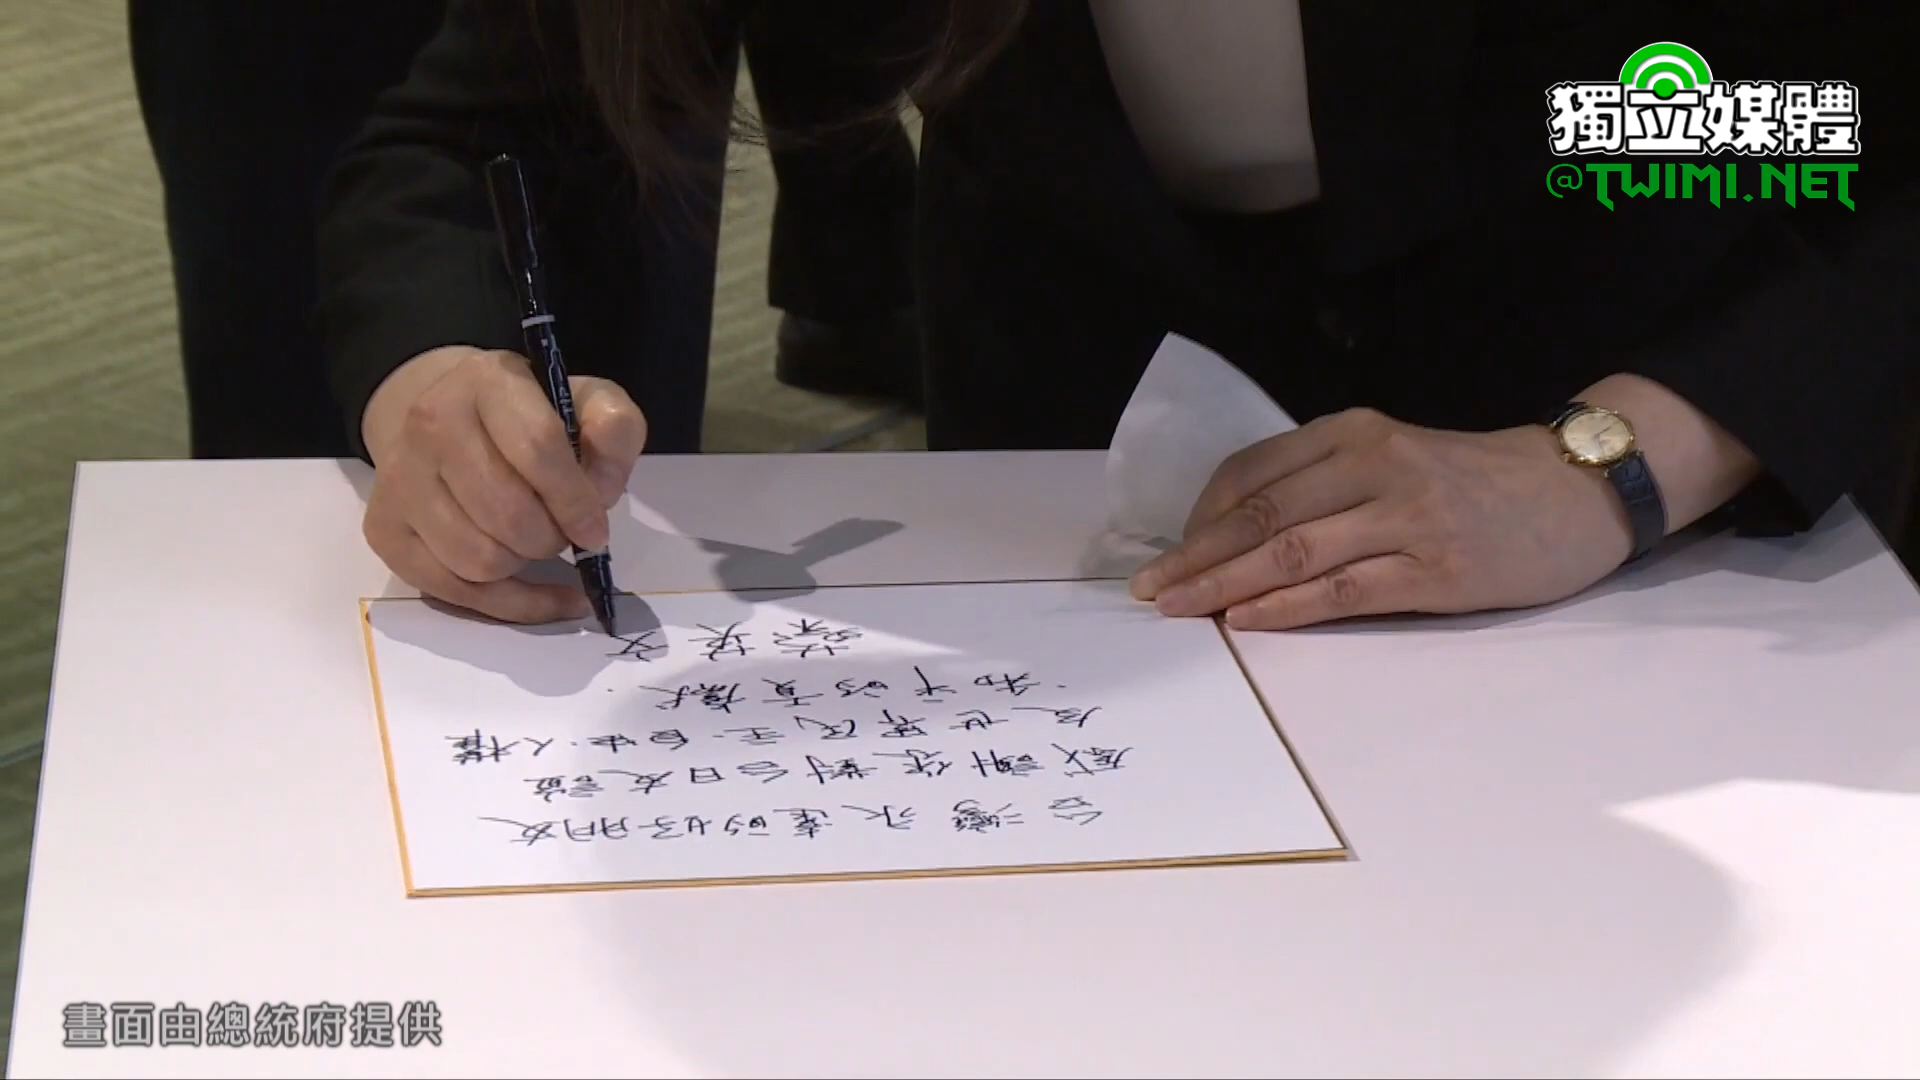 獨立媒體
@TWIMI.NET
台灣永遠的好朋友
感謝你對台日友誼
及世界民主、自由、人權
、和平的貢獻。
蔡英文
畫面由總統府提供